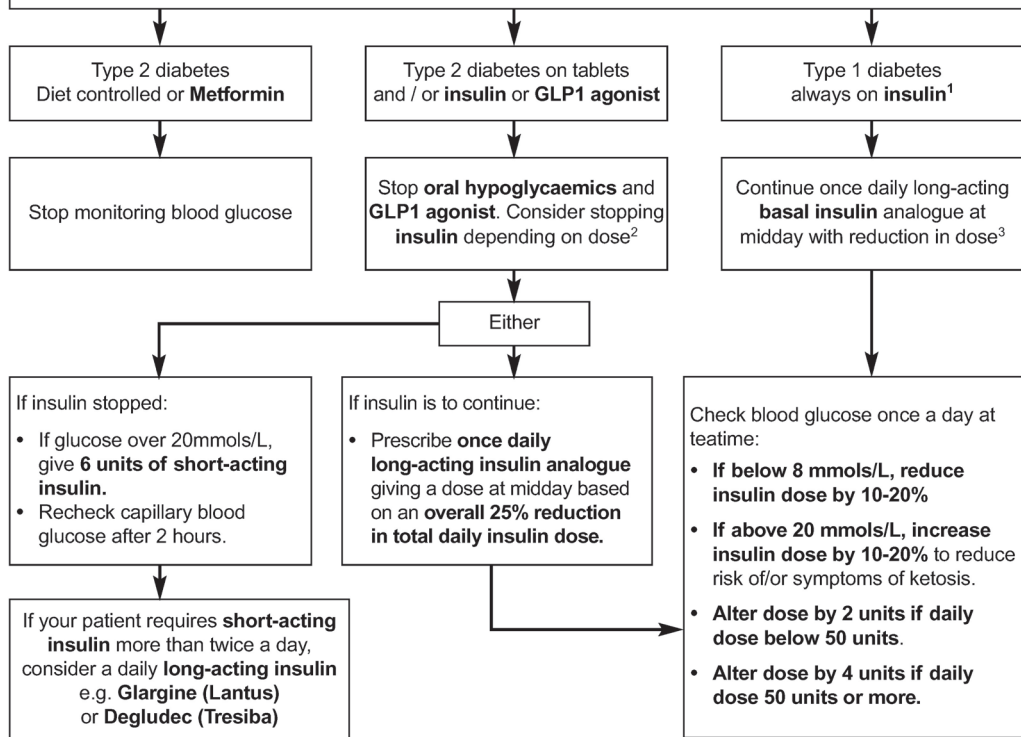 Type 2 diabetes
Diet controlled or Metformin
Type 2 diabetes on tablets
and / or insulin or GLP1 agonist
Type 1 diabetes
always on insulin¹
Stop monitoring blood glucose
Stop oral hypoglycaemics and
GLP1 agonist. Consider stopping
insulin depending on dose²
Continue once daily long-acting
basal insulin analogue at
midday with reduction in dose³
Either
If insulin stopped:
• If glucose over 20mmols/L,
give 6 units of short-acting
insulin.
• Recheck capillary blood
glucose after 2 hours.
If insulin is to continue:
• Prescribe once daily
long-acting insulin analogue
giving a dose at midday based
on an overall 25% reduction
in total daily insulin dose.
Check blood glucose once a day at
teatime:
• If below 8 mmols/L, reduce
insulin dose by 10-20%
• If above 20 mmols/L, increase
insulin dose by 10-20% to reduce
risk of/or symptoms of ketosis.
• Alter dose by 2 units if daily
dose below 50 units.
• Alter dose by 4 units if daily
dose 50 units or more.
If your patient requires short-acting
insulin more than twice a day,
consider a daily long-acting insulin
e.g. Glargine (Lantus)
or Degludec (Tresiba)